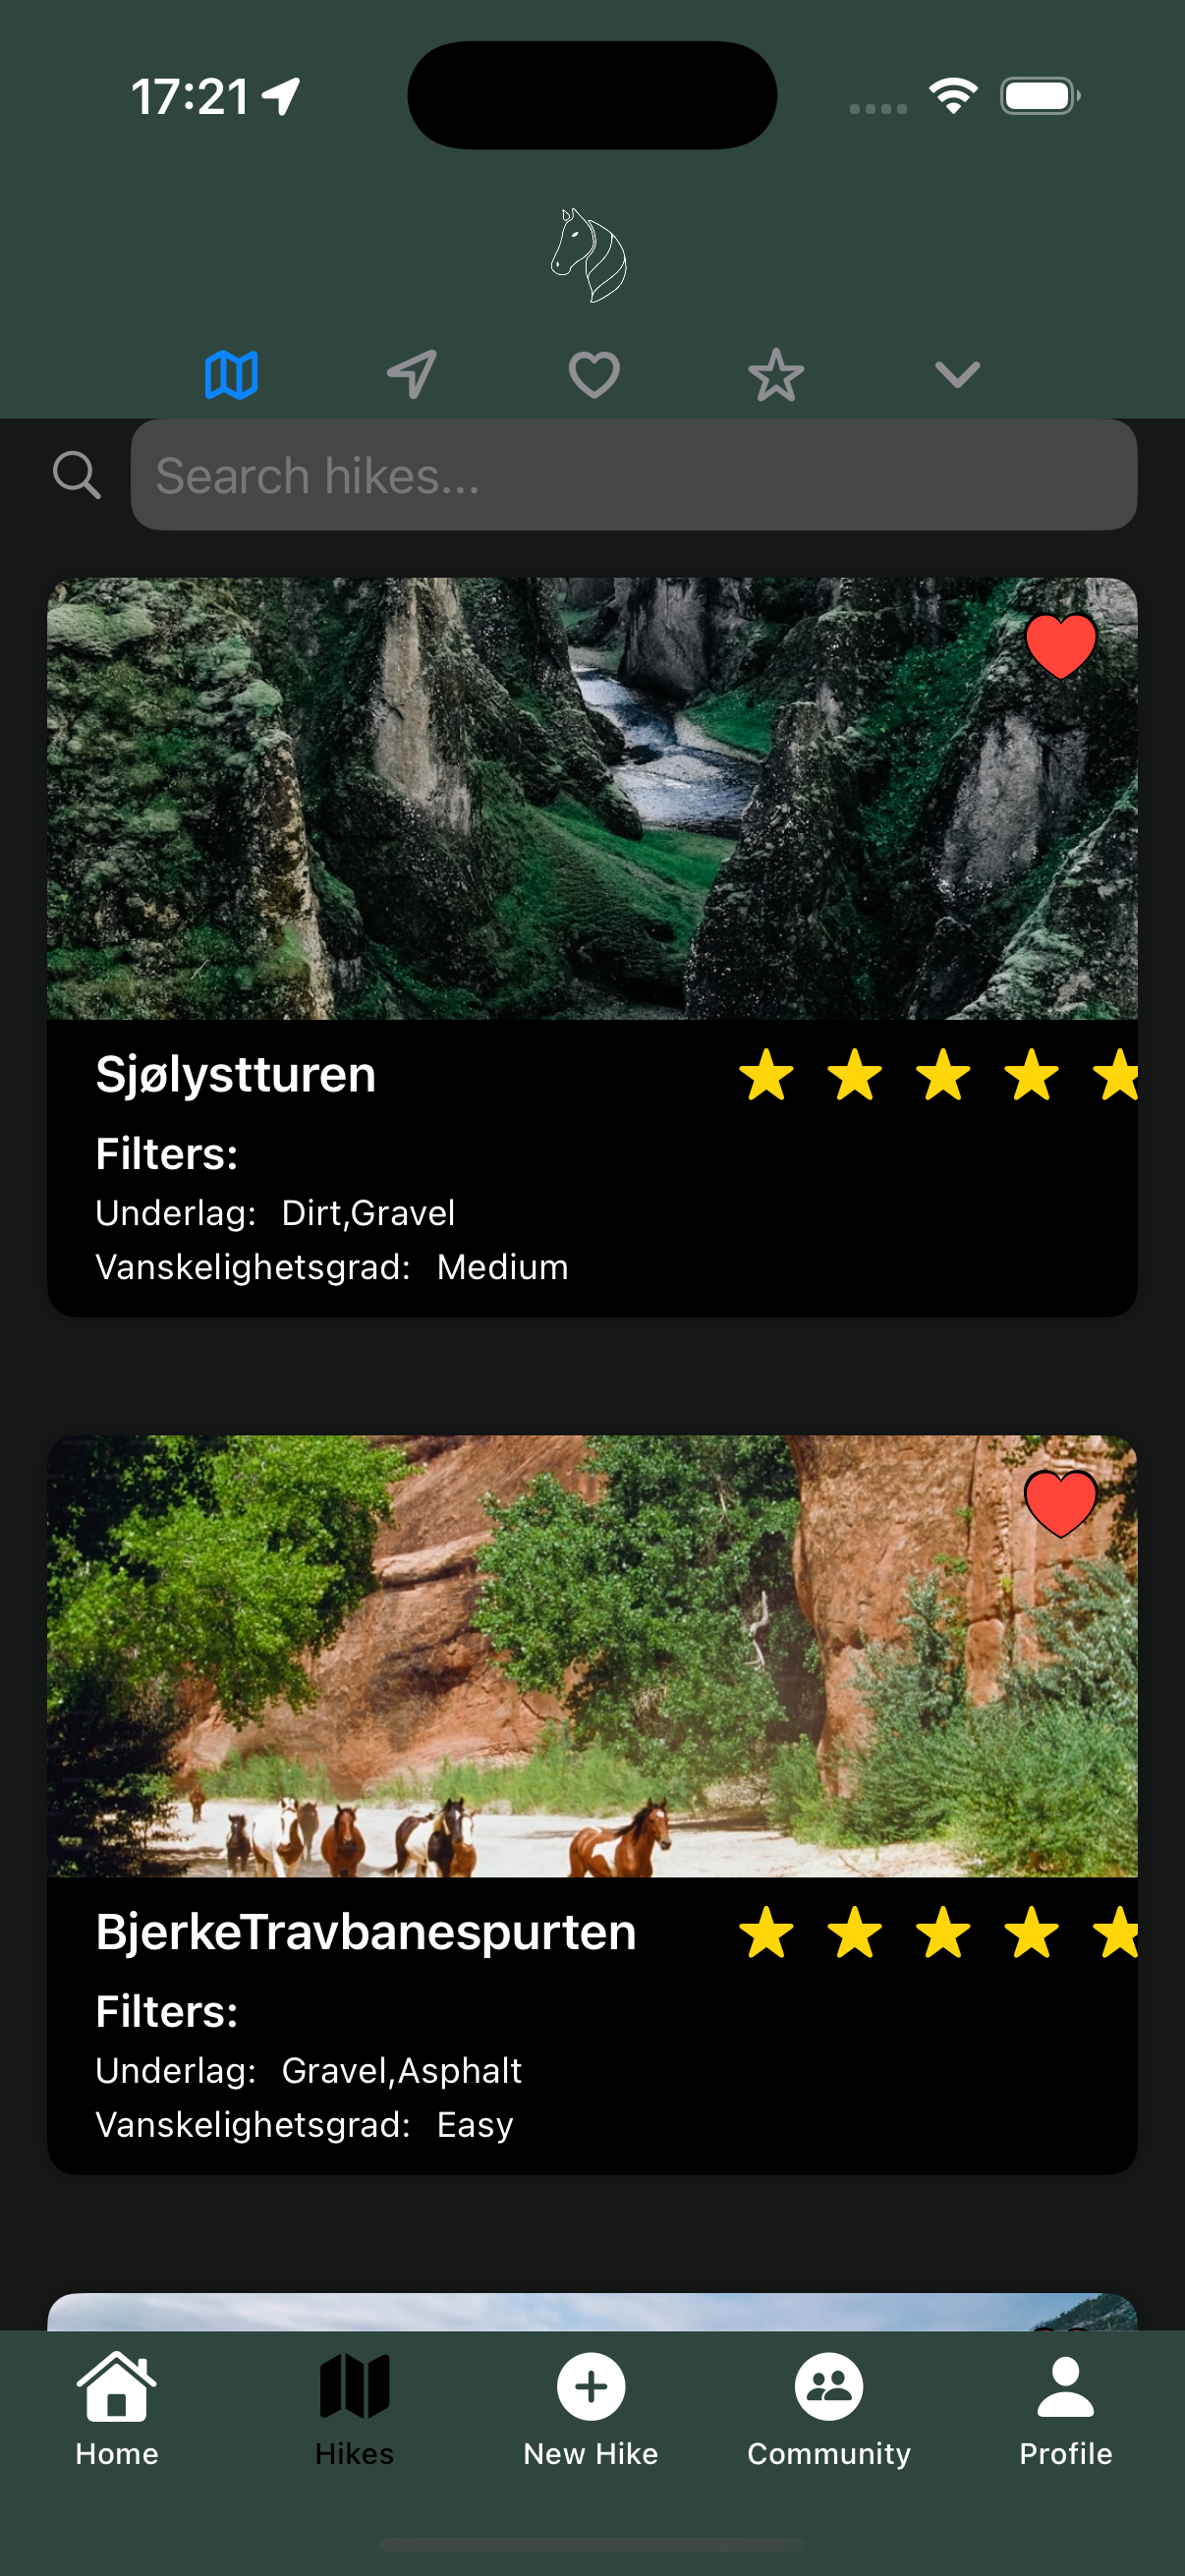 17:21
Search hikes...
Sjølystturen
Filters:
Underlag: Dirt,Gravel
Vanskelighetsgrad: Medium
BjerkeTravbanespurten
Filters:
Underlag: Gravel,Asphalt
Vanskelighetsgrad: Easy
Home Hikes New Hike Community Profile